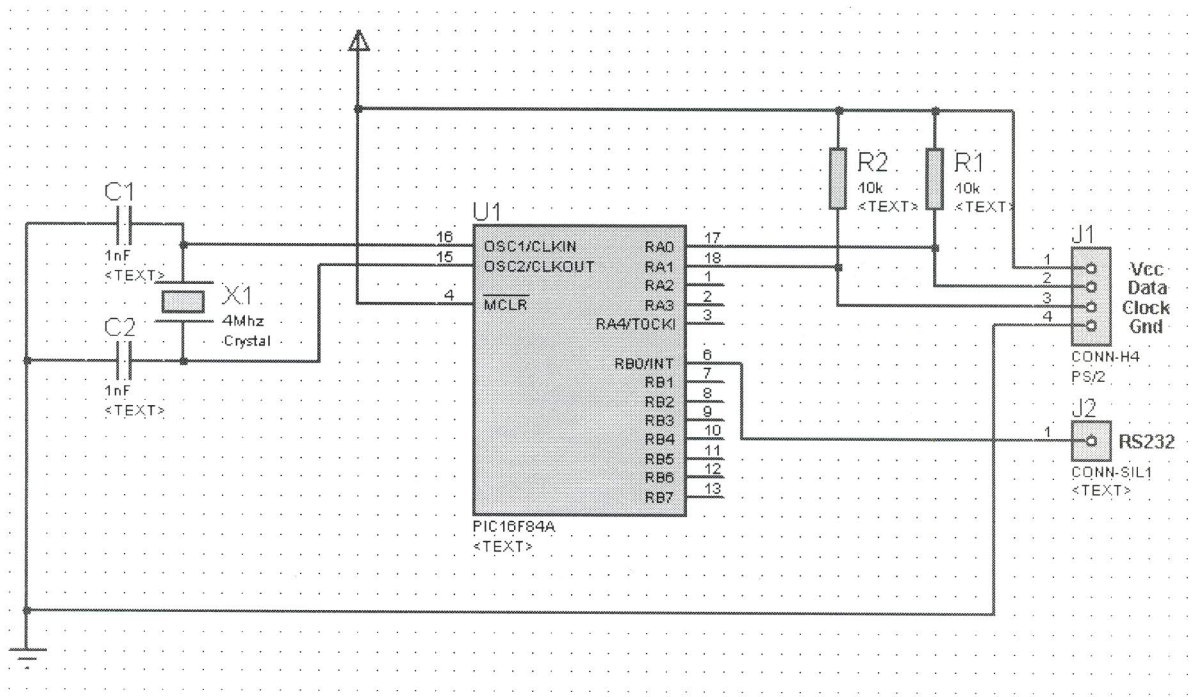 C1
1nF
<TEXT>
X1
4Mhz
Crystal
C2
1nF
<TEXT>
U1
16
OSC1/CLKIN
15
OSC2/CLKOUT
4
MCLR
RA0
17
RA1
18
RA2
1
RA3
2
RA4/T0CKI
3
RB0/INT
6
RB1
7
RB2
8
RB3
9
RB4
10
RB5
11
RB6
12
RB7
13
PIC16F84A
<TEXT>
R2
10k
<TEXT>
R1
10k
<TEXT>
J1
1
Vcc
2
Data
3
Clock
4
Gnd
CONN-H4
PS/2
J2
1
RS232
CONN-SIL1
<TEXT>